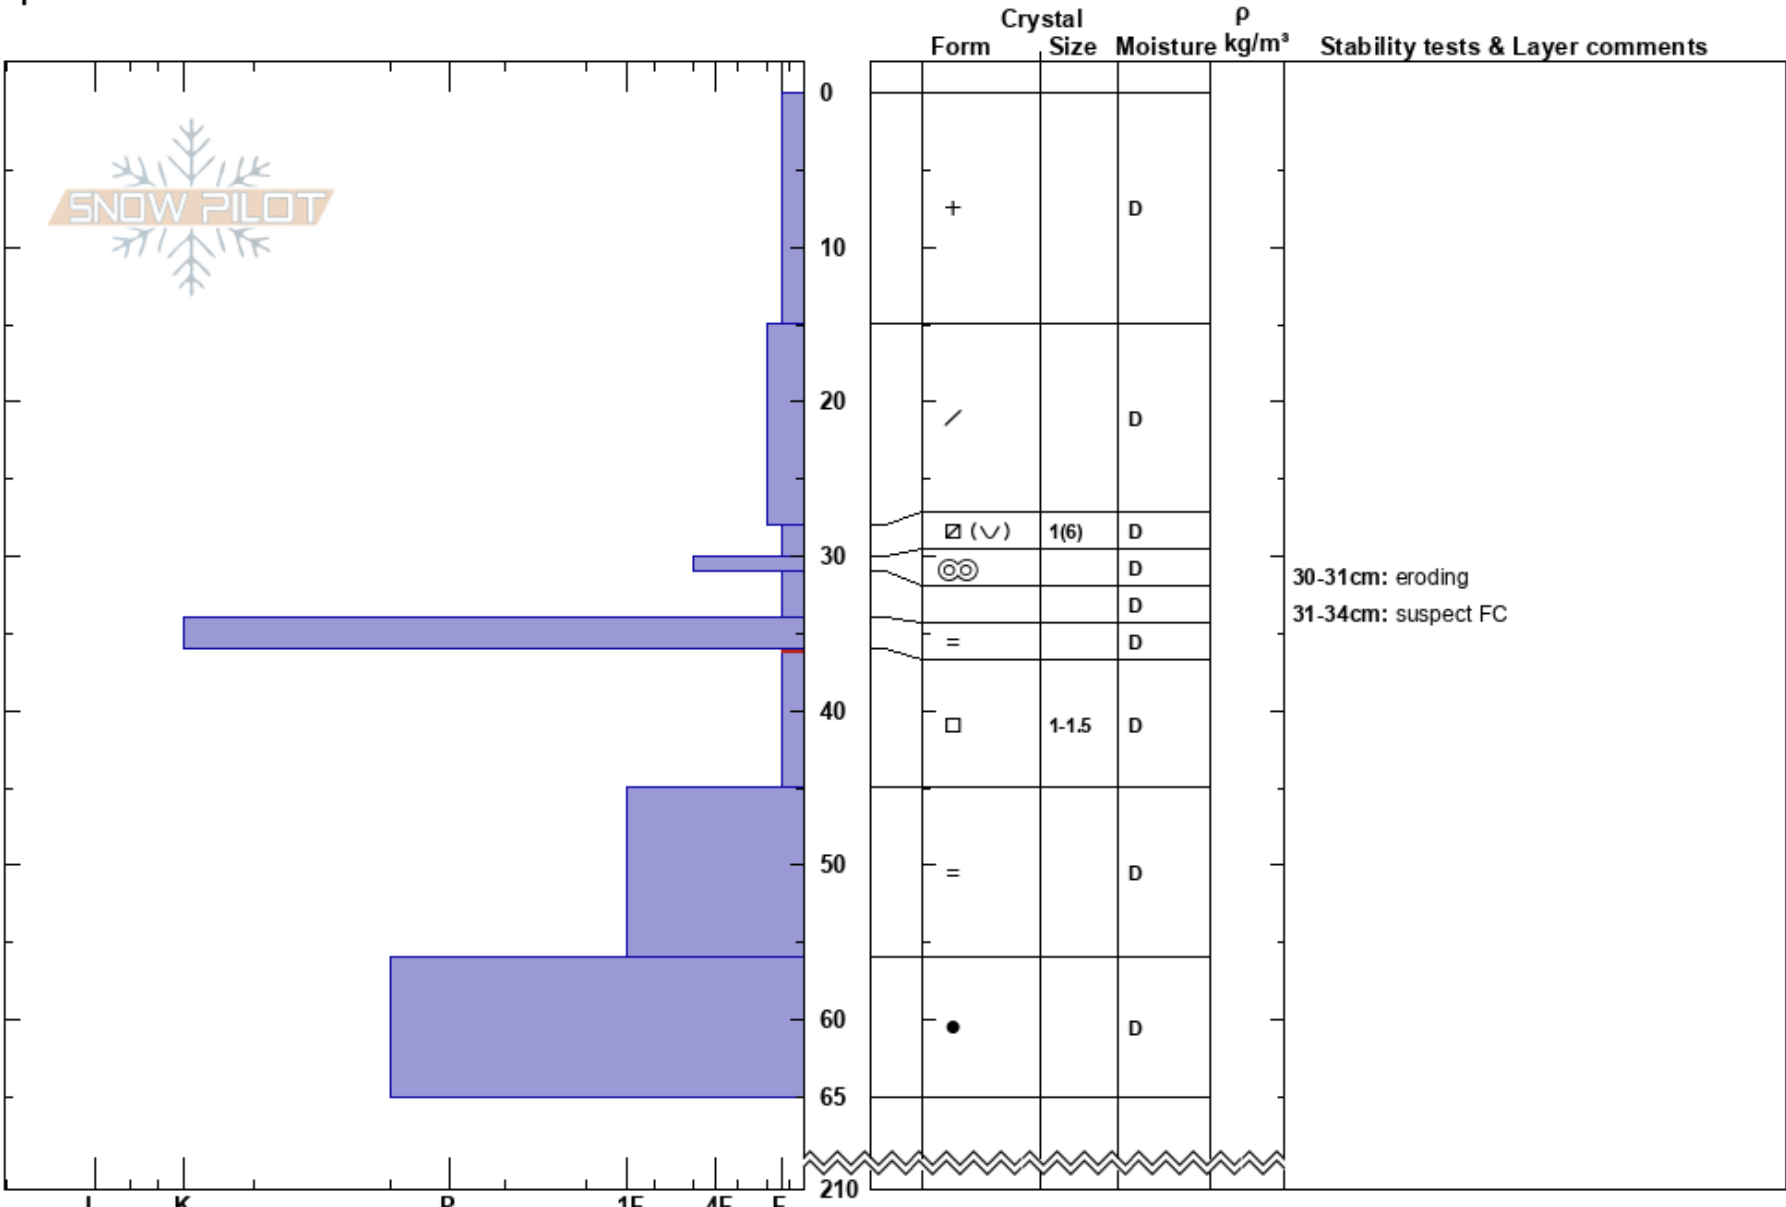 Crystal ρ
Form Size Moisture kg/m³ Stability tests & Layer comments
0
SNOW PILOT
+ D
10
20
/ D
(∨) 1(6) D
30 D
30-31cm: eroding
D
31-34cm: suspect FC
= D
40
□ 1-1.5 D
50
= D
60
● D
65
210
I K P 1F 4F F